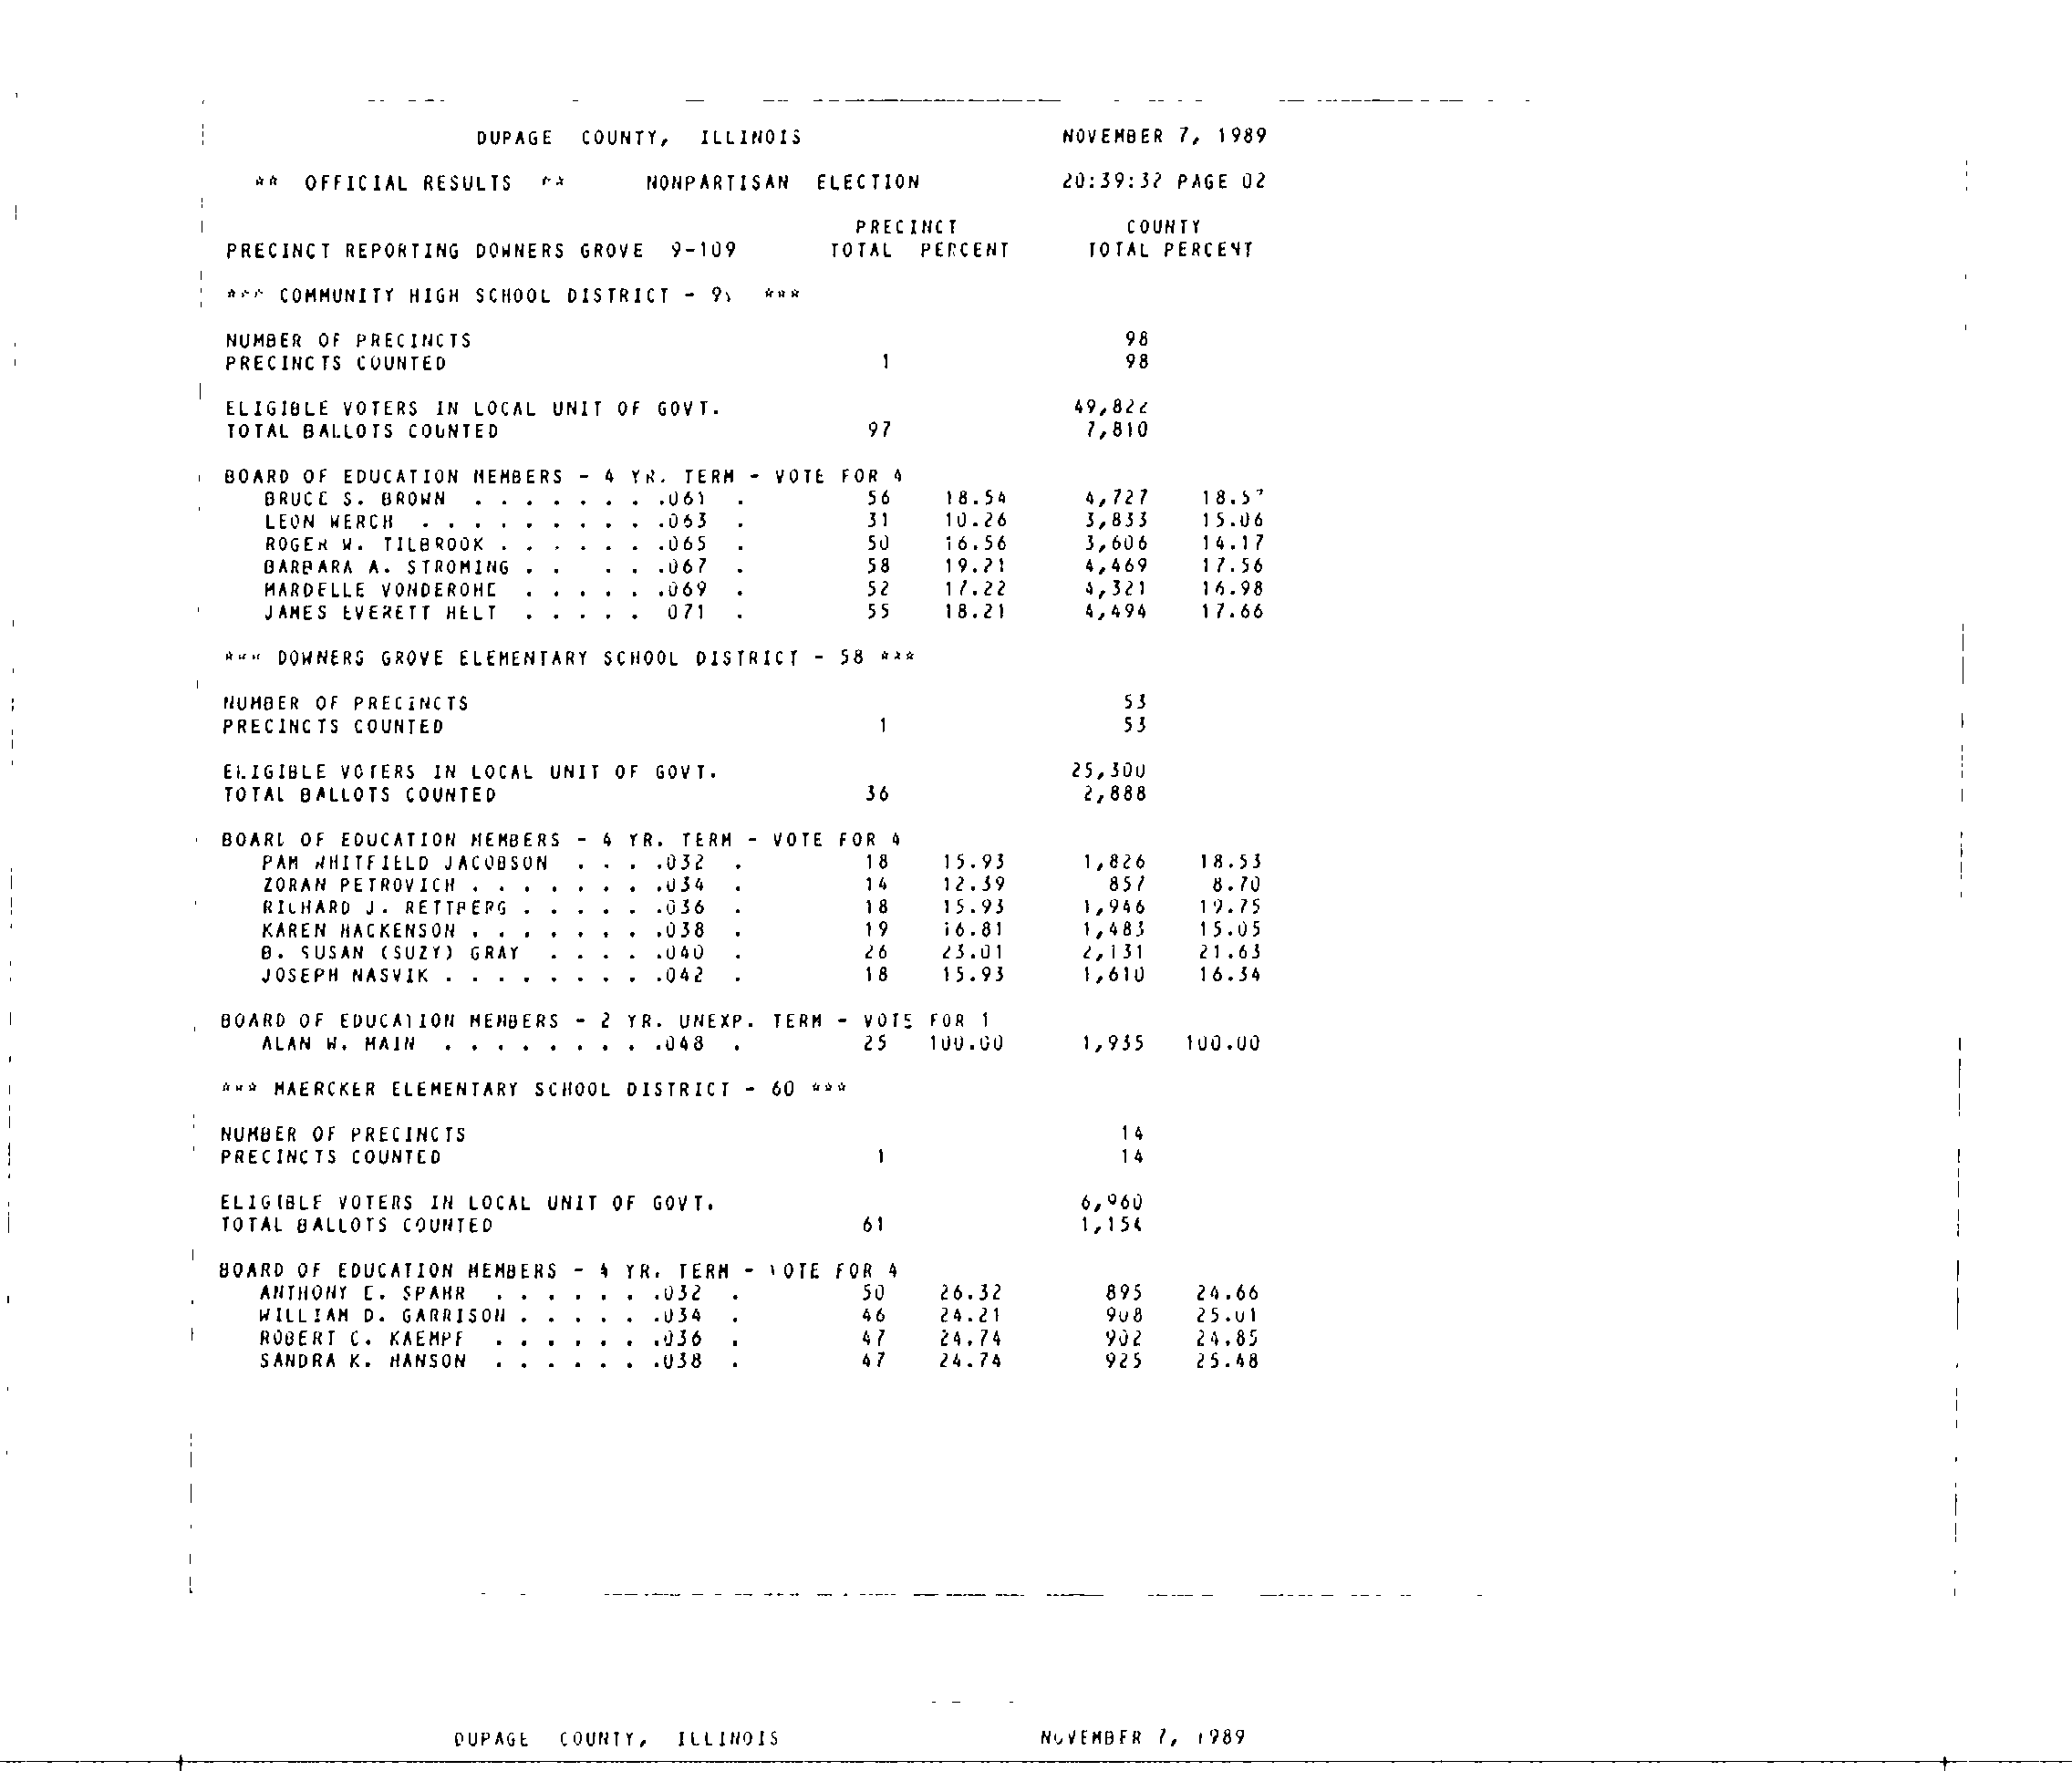 DUPAGE COUNTY, ILLINOIS NOVEMBER 7, 1989
** OFFICIAL RESULTS ** NONPARTISAN ELECTION 20:39:32 PAGE 02
PRECINCT COUNTY
PRECINCT REPORTING DOWNERS GROVE 9-109 TOTAL PERCENT TOTAL PERCENT
*** COMMUNITY HIGH SCHOOL DISTRICT - ***
NUMBER OF PRECINCTS 98
PRECINCTS COUNTED 1 98
ELIGIBLE VOTERS IN LOCAL UNIT OF GOVT. 49,822
TOTAL BALLOTS COUNTED 97 7,810
BOARD OF EDUCATION MEMBERS - 4 YR. TERM - VOTE FOR 4
BRUCE S. BROWN . . . . . . . .061 . 56 18.54 4,727
LEON WERCH . . . . . . . . . .063 . 31 10.26 3,833 15.06
ROGER W. TILBROOK . . . . . . .065 . 50 16.56 3,606 14.17
BARBARA A. STROMING . . . . . .067 . 58 19.21 4,469 17.56
MARDELLE VONDEROHE . . . . . .069 . 52 17.22 4,321 16.98
JAMES EVERETT HELT . . . . . 071 . 55 18.21 4,494 17.66
*** DOWNERS GROVE ELEMENTARY SCHOOL DISTRICT - 58 ***
NUMBER OF PRECINCTS 53
PRECINCTS COUNTED 1 53
ELIGIBLE VOTERS IN LOCAL UNIT OF GOVT. 25,300
TOTAL BALLOTS COUNTED 36 2,888
BOARD OF EDUCATION MEMBERS - 4 YR. TERM - VOTE FOR 4
PAM WHITFIELD JACOBSON . . . .032 . 18 15.93 1,826 18.53
ZORAN PETROVICH . . . . . . . .034 . 14 12.39 857 8.70
RICHARD J. RETTBERG . . . . . .036 . 18 15.93 1,946 19.75
KAREN HACKENSON . . . . . . . .038 . 19 16.81 1,483 15.05
B. SUSAN (SUZY) GRAY . . . . .040 . 26 23.01 2,131 21.63
JOSEPH NASVIK . . . . . . . . .042 . 18 15.93 1,610 16.34
BOARD OF EDUCATION MEMBERS - 2 YR. UNEXP. TERM - VOTE FOR 1
ALAN W. MAIN . . . . . . . . .048 . 25 100.00 1,935 100.00
*** MAERCKER ELEMENTARY SCHOOL DISTRICT - 60 ***
NUMBER OF PRECINCTS 14
PRECINCTS COUNTED 1 14
ELIGIBLE VOTERS IN LOCAL UNIT OF GOVT. 6,960
TOTAL BALLOTS COUNTED 61 1,154
BOARD OF EDUCATION MEMBERS - 4 YR. TERM - VOTE FOR 4
ANTHONY E. SPAHR . . . . . . .032 . 50 26.32 895 24.66
WILLIAM D. GARRISON . . . . . .034 . 46 24.21 908 25.01
ROBERT C. KAEMPF . . . . . . .036 . 47 24.74 902 24.85
SANDRA K. HANSON . . . . . . .038 . 47 24.74 925 25.48
DUPAGE COUNTY, ILLINOIS NOVEMBER 7, 1989